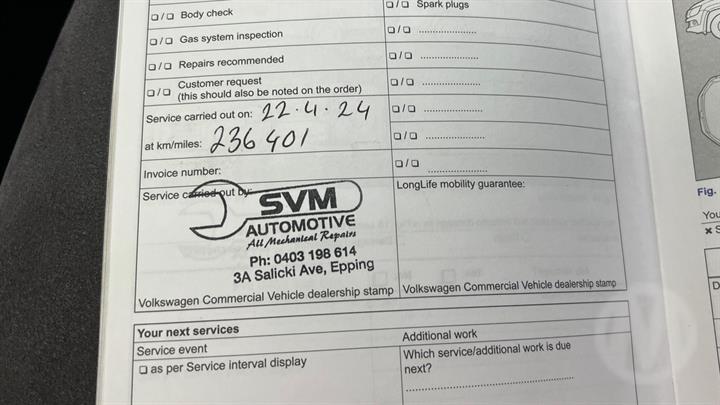 ☐ / ☐ Body check
☐ / ☐ Spark plugs
☐ / ☐ Gas system inspection
☐ / ☐ ......................
☐ / ☐ Repairs recommended
☐ / ☐ ......................
☐ / ☐ Customer request
(this should also be noted on the order)
☐ / ☐ ......................
Service carried out on: 22.4.24
☐ / ☐ ......................
at km/miles: 236 401
☐ / ☐ ......................
Invoice number:
☐ / ☐ ......................
Service carried out by:
LongLife mobility guarantee:
SVM
AUTOMOTIVE
All Mechanical Repairs
Ph: 0403 198 614
3A Salicki Ave, Epping
Volkswagen Commercial Vehicle dealership stamp
Volkswagen Commercial Vehicle dealership stamp
Your next services
Service event
Additional work
☐ as per Service interval display
Which service/additional work is due
next?
......................
Fig.
You